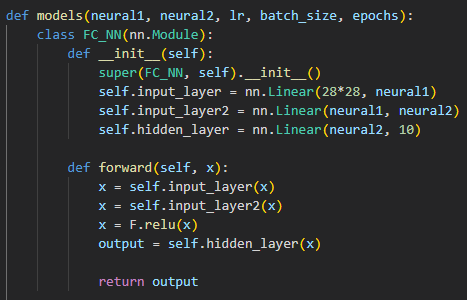 def models(neural1, neural2, lr, batch_size, epochs):
    class FC_NN(nn.Module):
        def __init__(self):
            super(FC_NN, self).__init__()
            self.input_layer = nn.Linear(28*28, neural1)
            self.input_layer2 = nn.Linear(neural1, neural2)
            self.hidden_layer = nn.Linear(neural2, 10)

        def forward(self, x):
            x = self.input_layer(x)
            x = self.input_layer2(x)
            x = F.relu(x)
            output = self.hidden_layer(x)

            return output